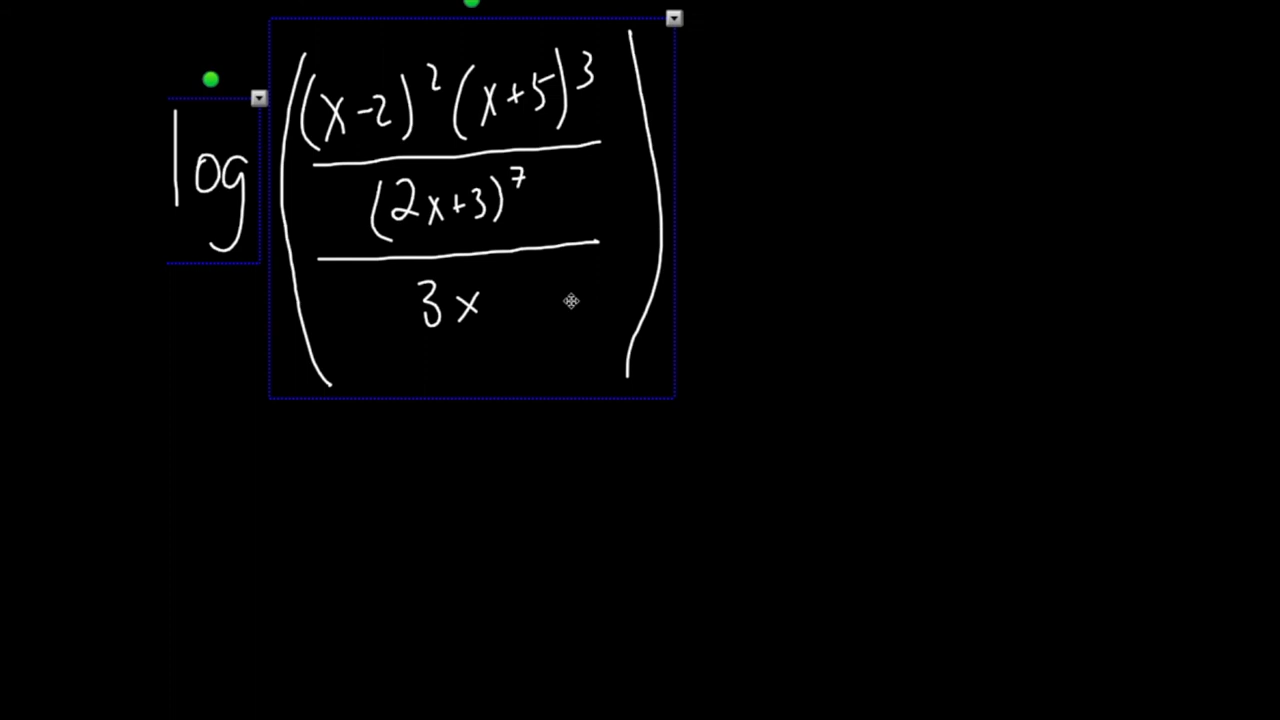 log
(
(x-2)² (x+5)³
(2x+3)⁷
3x
)